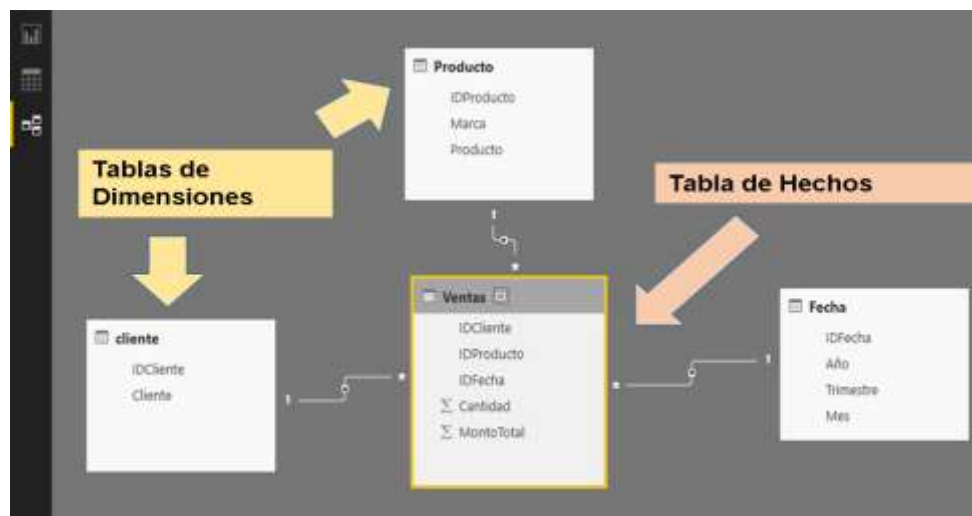 Producto
IDProducto
Marca
Producto
Tablas de
Dimensiones
Tabla de Hechos
1
*
Ventas
IDCliente
IDProducto
IDFecha
Σ Cantidad
Σ MontoTotal
cliente
IDCliente
Cliente
1
*
*
1
Fecha
IDFecha
Año
Trimestre
Mes